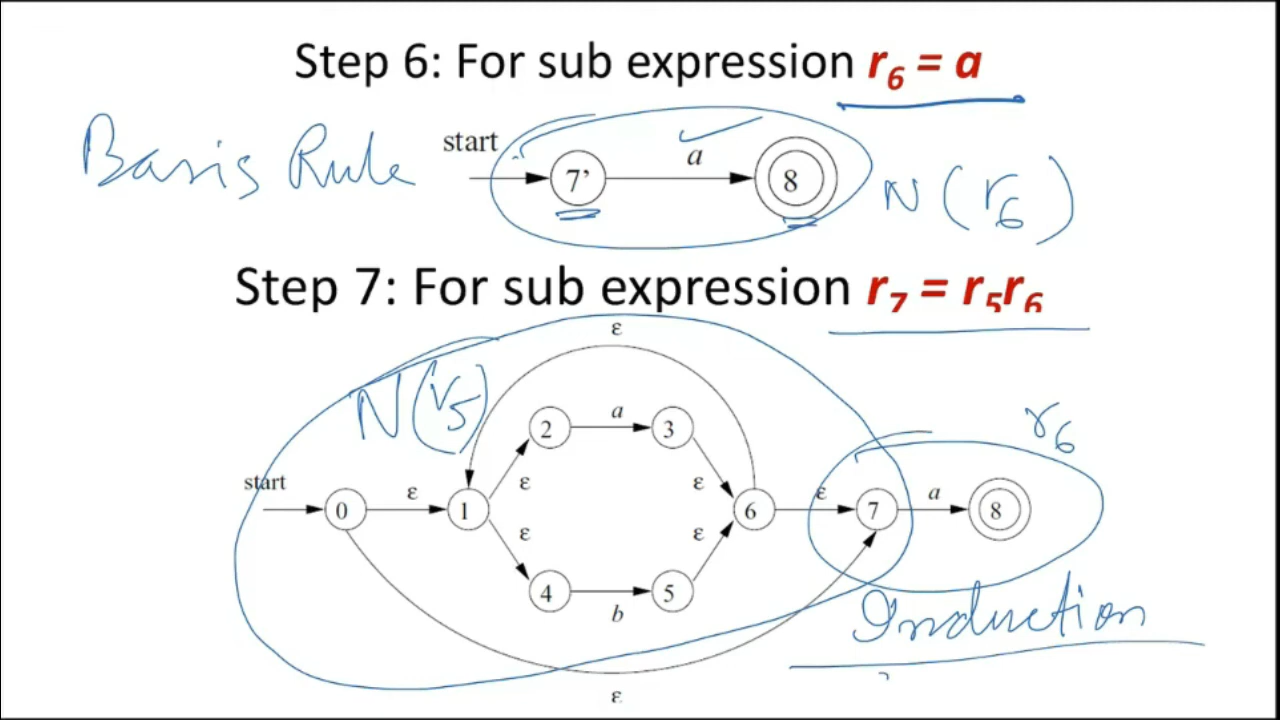 Step 6: For sub expression r6 = a
Basis Rule
start
7’
a
8
N(r6)
Step 7: For sub expression r7 = r5r6
ε
N(r5)
r6
start
0
ε
1
ε
2
a
3
ε
ε
4
b
5
ε
6
ε
7
a
8
Induction
ε